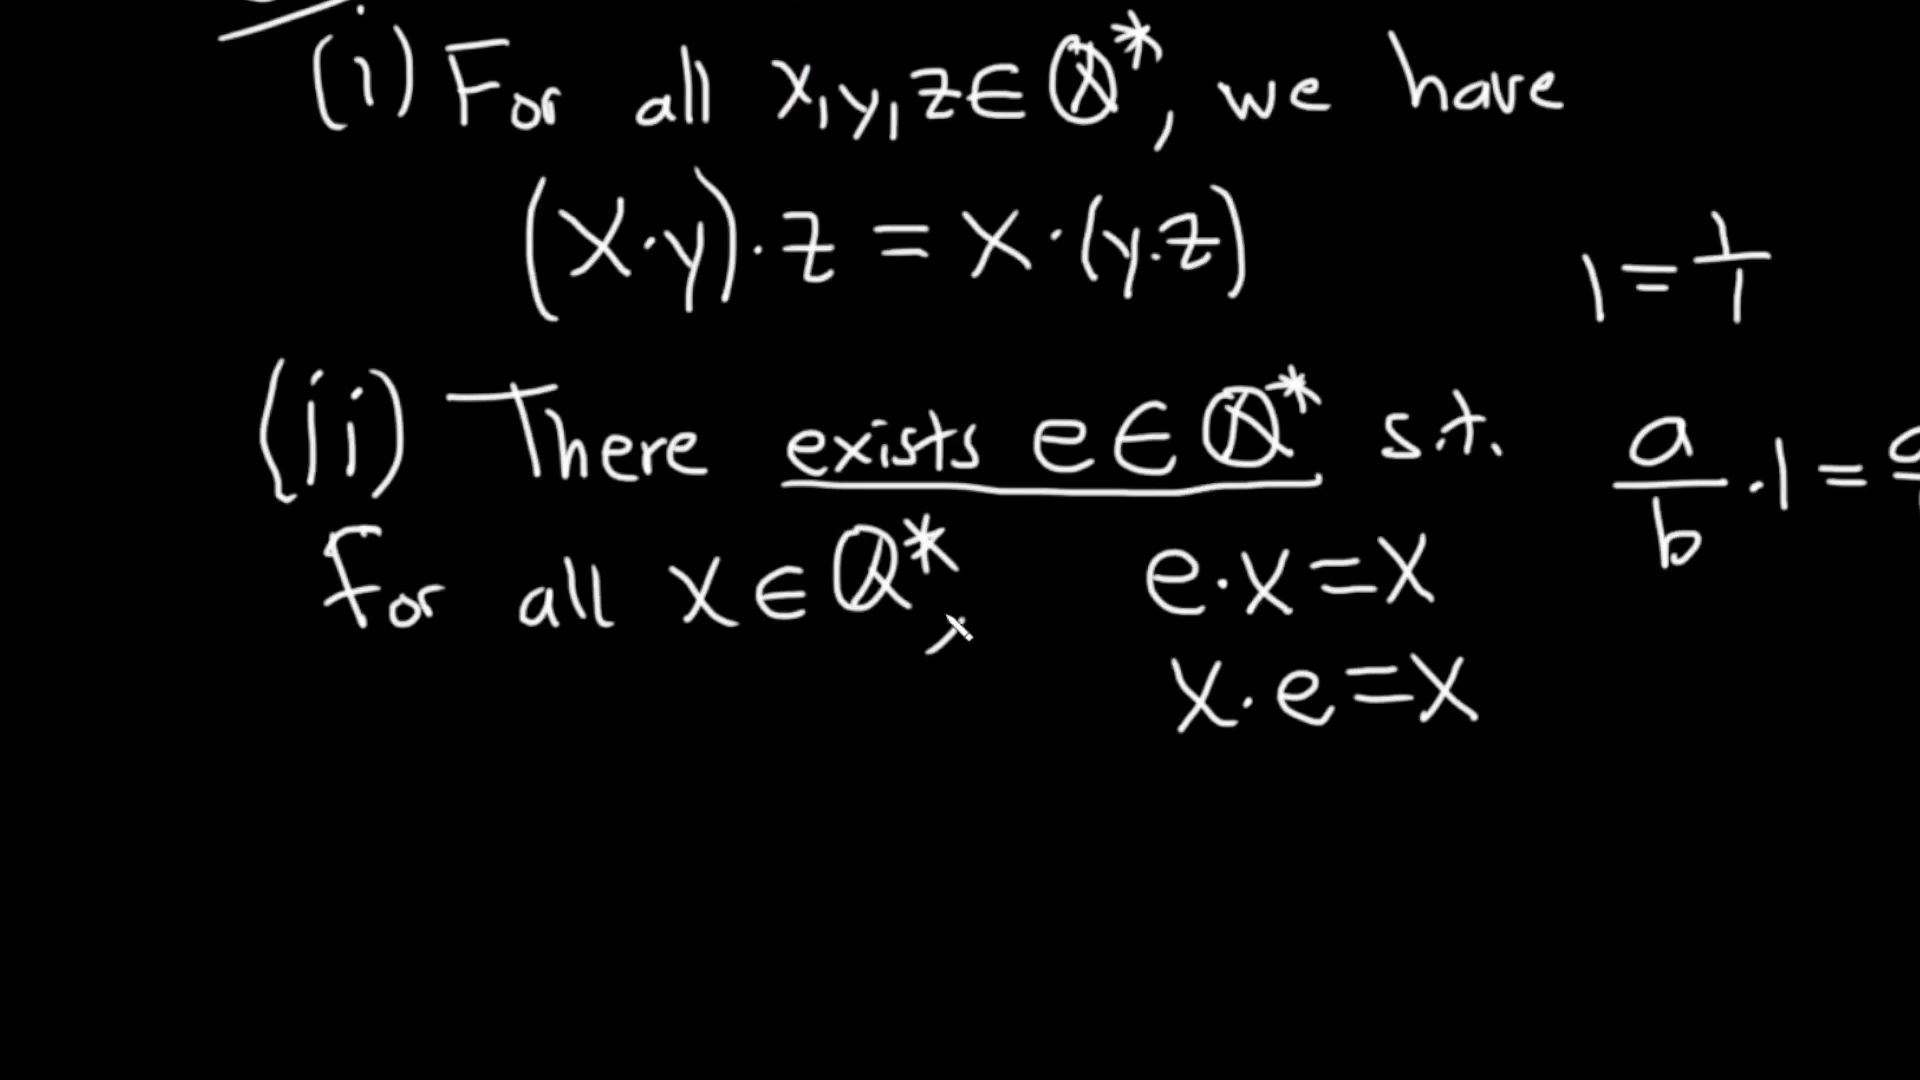 (i) For all x, y, z ∈ ℚ*, we have
(x·y)·z = x·(y·z)
1 = 1/1
(ii) There exists e ∈ ℚ* s.t.
a/b · 1 =
For all x ∈ ℚ*, e·x = x
x·e = x